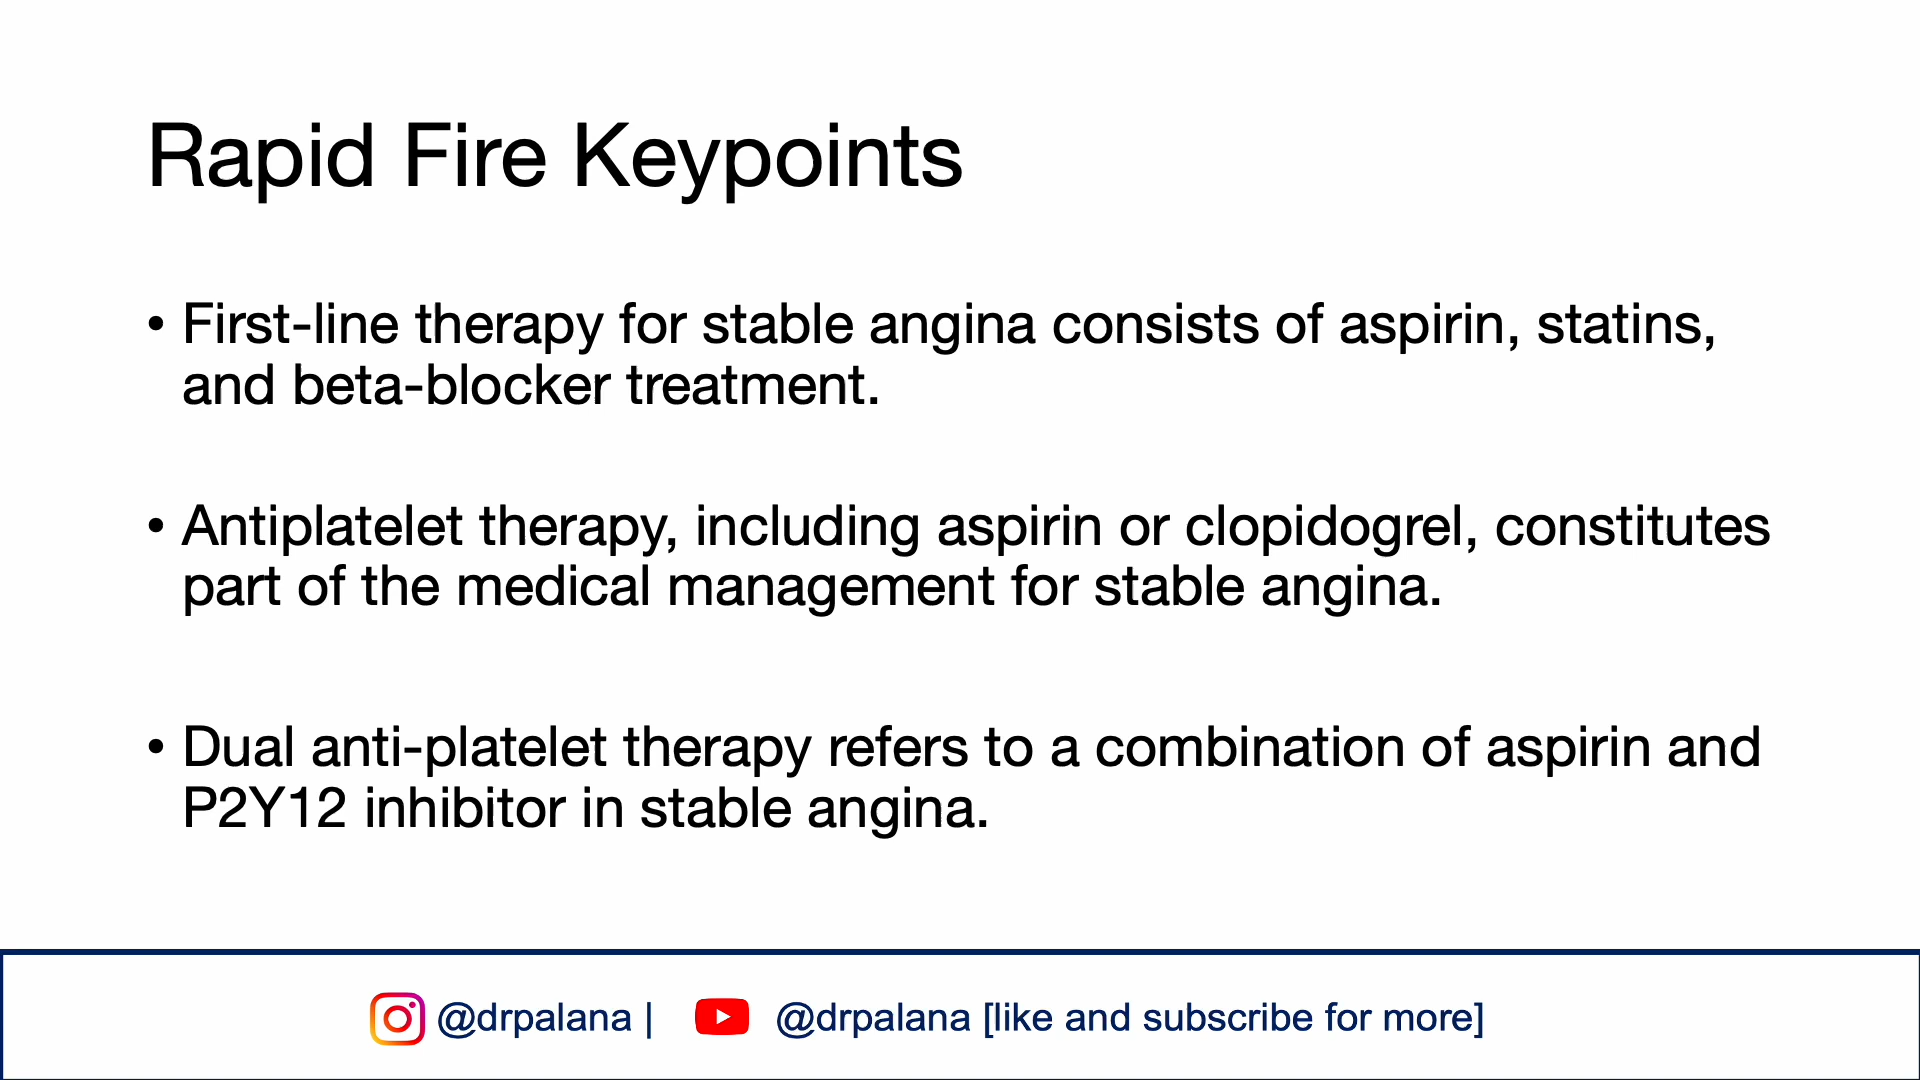 Rapid Fire Keypoints
• First-line therapy for stable angina consists of aspirin, statins,
and beta-blocker treatment.
• Antiplatelet therapy, including aspirin or clopidogrel, constitutes
part of the medical management for stable angina.
• Dual anti-platelet therapy refers to a combination of aspirin and
P2Y12 inhibitor in stable angina.
@drpalana | @drpalana [like and subscribe for more]